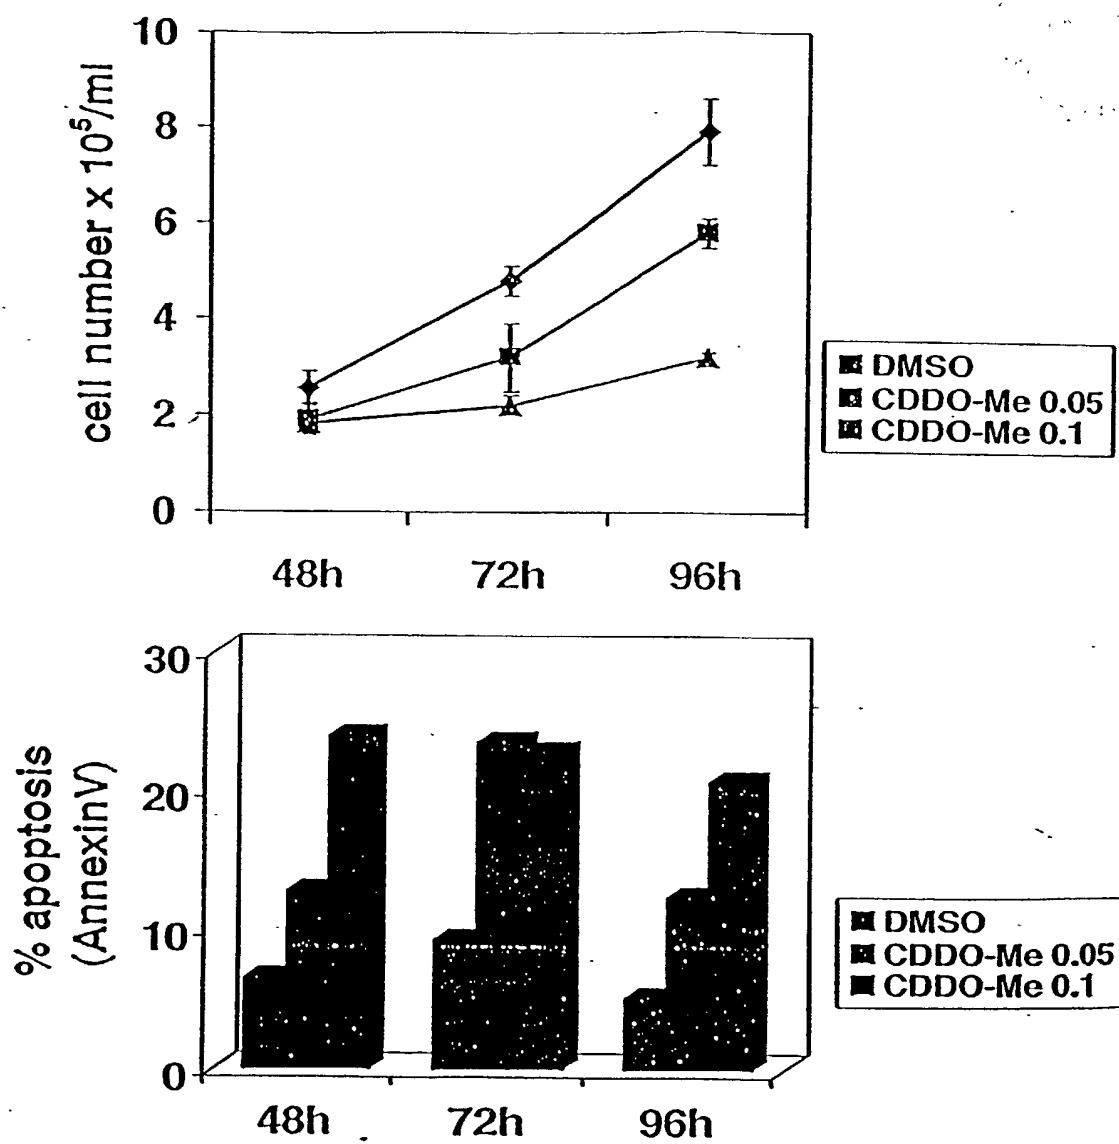 10
8
6
4
2
0
cell number x 10⁵/ml
48h 72h 96h
DMSO
CDDO-Me 0.05
CDDO-Me 0.1
30
20
10
0
% apoptosis
(AnnexinV)
48h 72h 96h
DMSO
CDDO-Me 0.05
CDDO-Me 0.1